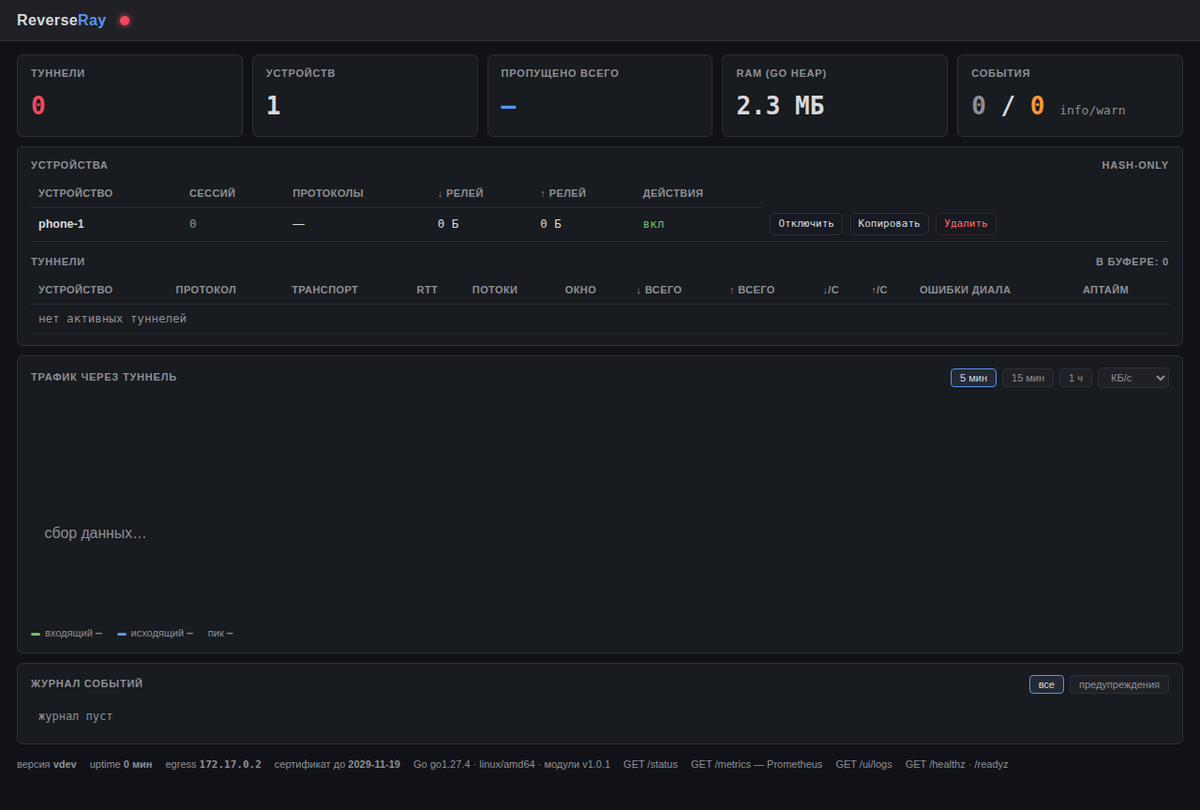 ReverseRay
ТУННЕЛИ УСТРОЙСТВ ПРОПУЩЕНО ВСЕГО RAM (GO HEAP) СОБЫТИЯ
0 1 — 2.3 МБ 0 / 0 info/warn
УСТРОЙСТВА HASH-ONLY
УСТРОЙСТВО СЕССИЙ ПРОТОКОЛЫ ↓ РЕЛЕЙ ↑ РЕЛЕЙ ДЕЙСТВИЯ
phone-1 0 — 0 Б 0 Б вкл Отключить Копировать Удалить
ТУННЕЛИ В БУФЕРЕ: 0
УСТРОЙСТВО ПРОТОКОЛ ТРАНСПОРТ RTT ПОТОКИ ОКНО ↓ ВСЕГО ↑ ВСЕГО ↓/С ↑/С ОШИБКИ ДИАЛА АПТАЙМ
нет активных туннелей
ТРАФИК ЧЕРЕЗ ТУННЕЛЬ 5 мин 15 мин 1 ч КБ/с
сбор данных…
входящий — исходящий — пик —
ЖУРНАЛ СОБЫТИЙ все предупреждения
журнал пуст
версия vdev uptime 0 мин egress 172.17.0.2 сертификат до 2029-11-19 Go go1.27.4 · linux/amd64 · модули v1.0.1 GET /status GET /metrics — Prometheus GET /ui/logs GET /healthz · /readyz